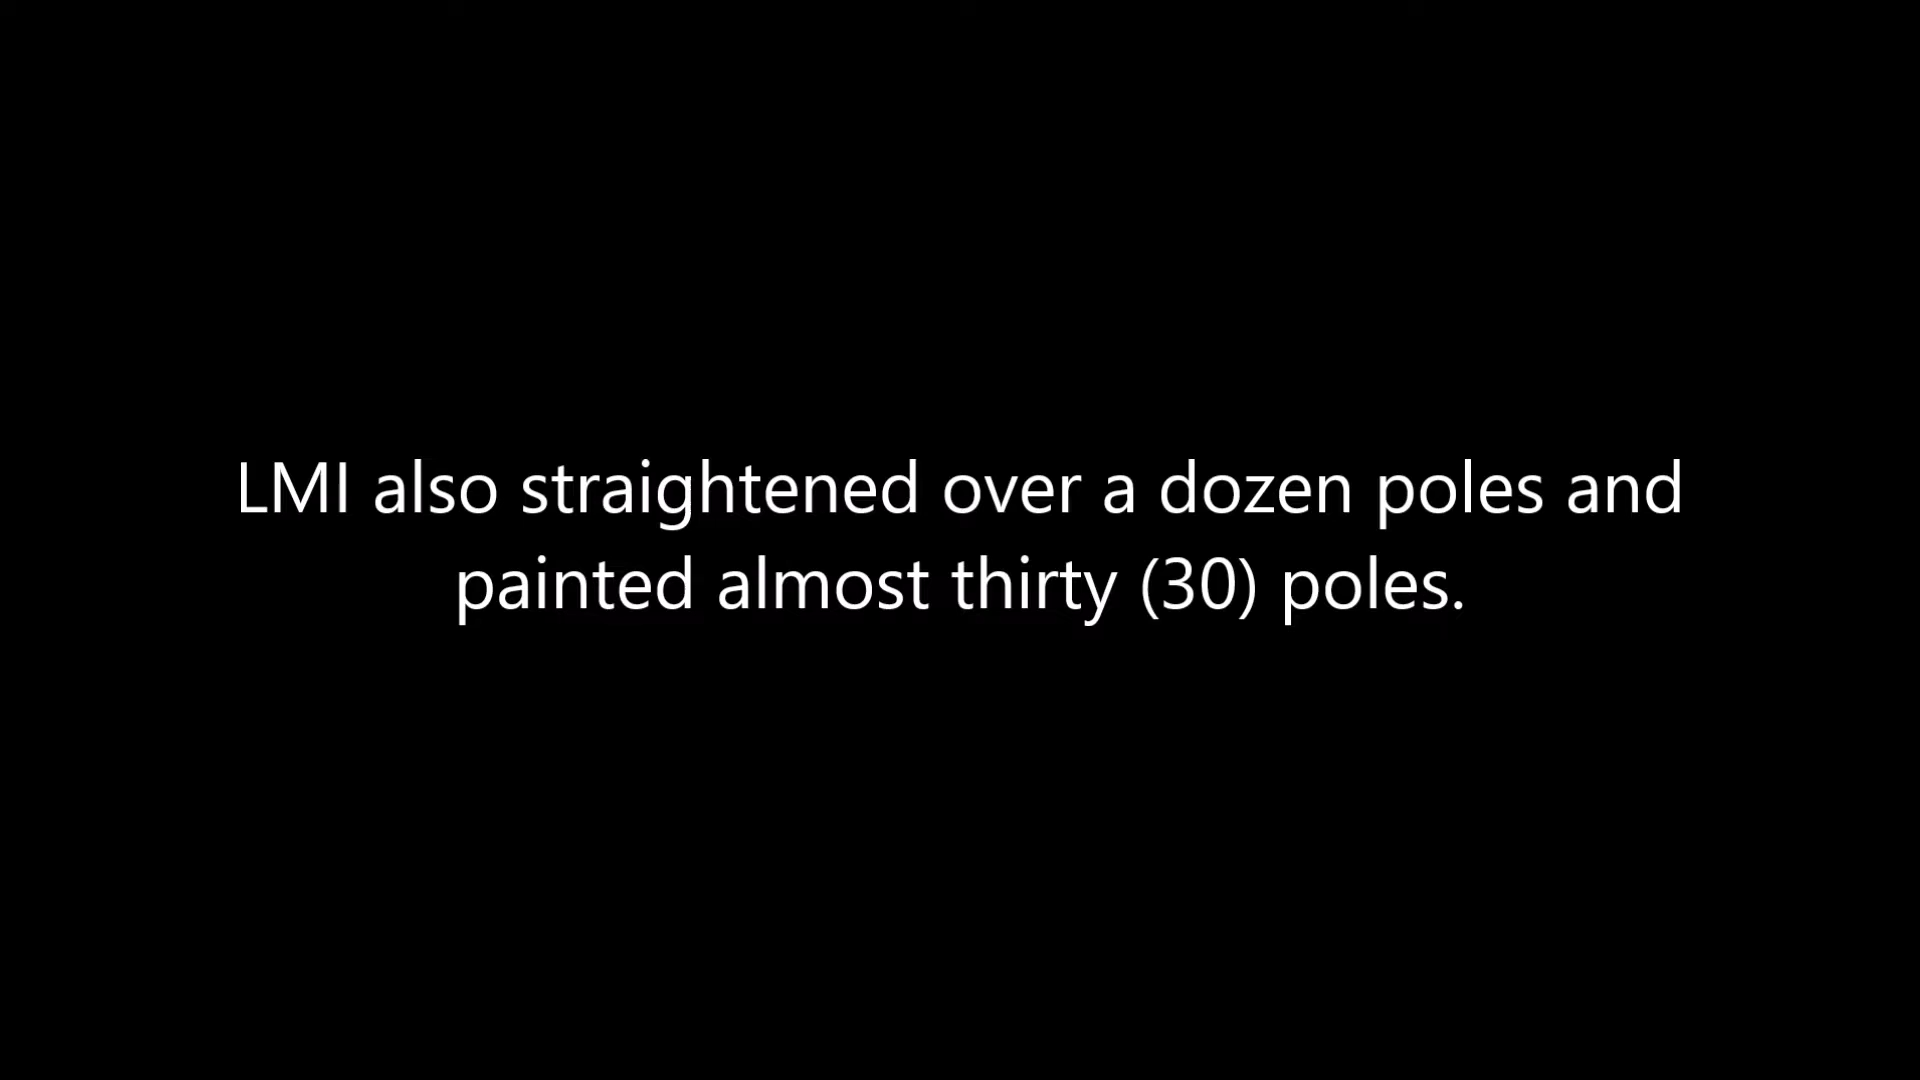 LMI also straightened over a dozen poles and
painted almost thirty (30) poles.